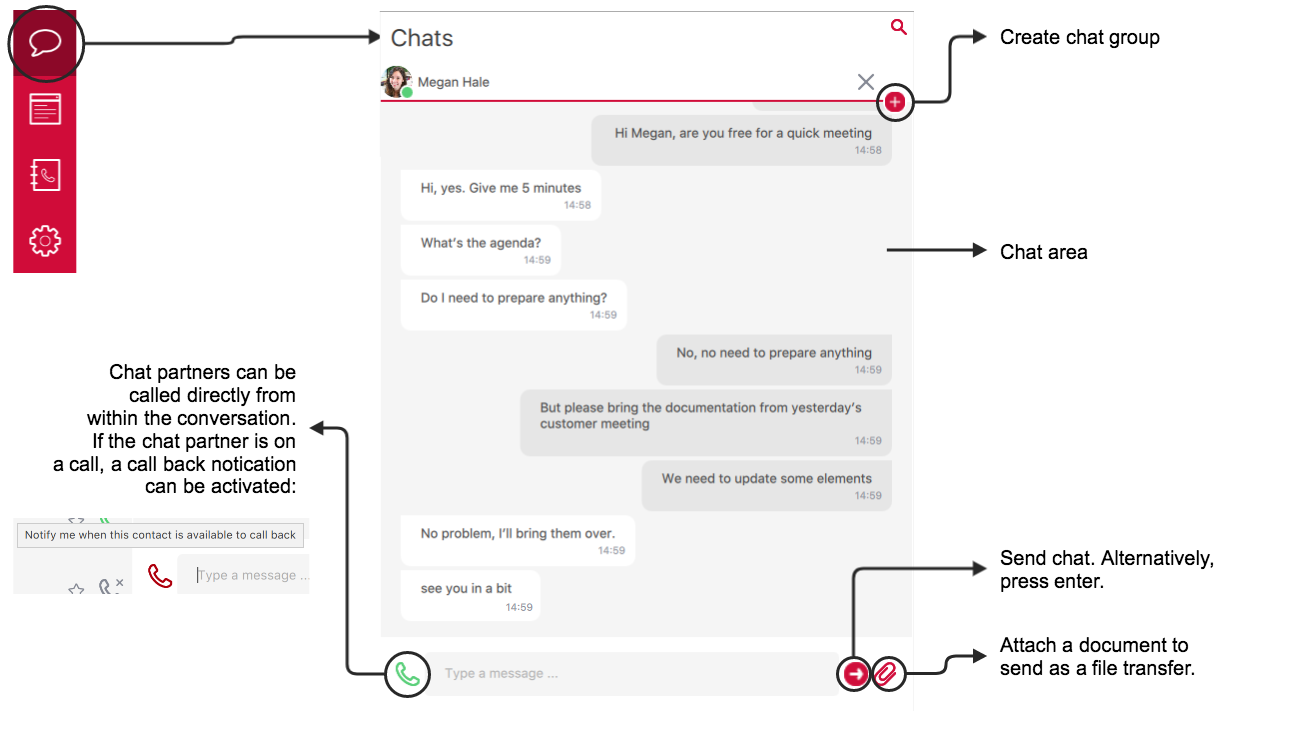 Chats
Create chat group
Megan Hale
Hi Megan, are you free for a quick meeting
14:58
Hi, yes. Give me 5 minutes
14:58
What's the agenda?
14:59
Chat area
Do I need to prepare anything?
14:59
No, no need to prepare anything
14:59
But please bring the documentation from yesterday's
customer meeting
14:59
We need to update some elements
14:59
No problem, I'll bring them over.
14:59
see you in a bit
14:59
Type a message ...
Chat partners can be
called directly from
within the conversation.
If the chat partner is on
a call, a call back notication
can be activated:
Notify me when this contact is available to call back
Type a message ...
Send chat. Alternatively,
press enter.
Attach a document to
send as a file transfer.